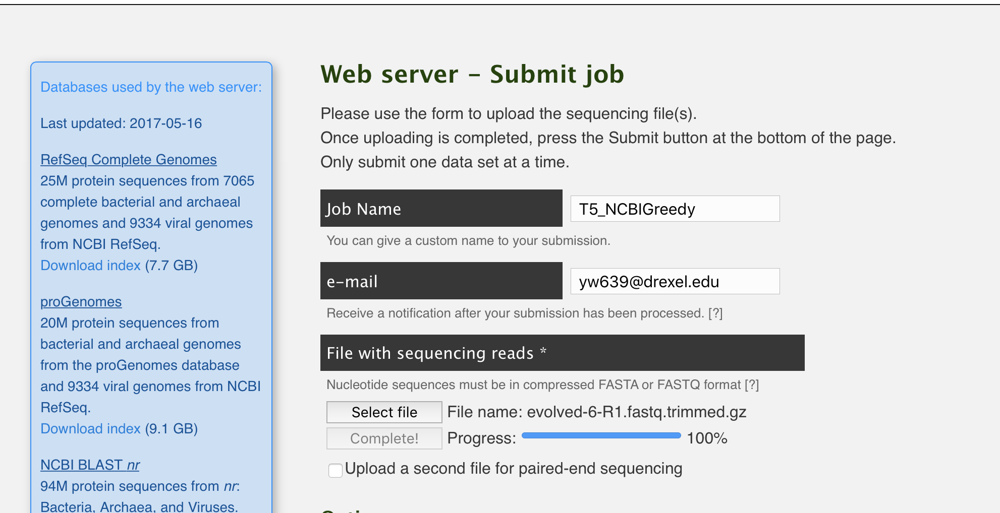 Databases used by the web server:
Last updated: 2017-05-16
RefSeq Complete Genomes
25M protein sequences from 7065
complete bacterial and archaeal
genomes and 9334 viral genomes
from NCBI RefSeq.
Download index (7.7 GB)
proGenomes
20M protein sequences from
bacterial and archaeal genomes
from the proGenomes database
and 9334 viral genomes from NCBI
RefSeq.
Download index (9.1 GB)
NCBI BLAST nr
94M protein sequences from nr:
Bacteria, Archaea, and Viruses.
Web server – Submit job
Please use the form to upload the sequencing file(s).
Once uploading is completed, press the Submit button at the bottom of the page.
Only submit one data set at a time.
Job Name T5_NCBIGreedy
You can give a custom name to your submission.
e-mail yw639@drexel.edu
Receive a notification after your submission has been processed. [?]
File with sequencing reads *
Nucleotide sequences must be in compressed FASTA or FASTQ format [?]
Select file File name: evolved-6-R1.fastq.trimmed.gz
Complete! Progress: 100%
Upload a second file for paired-end sequencing